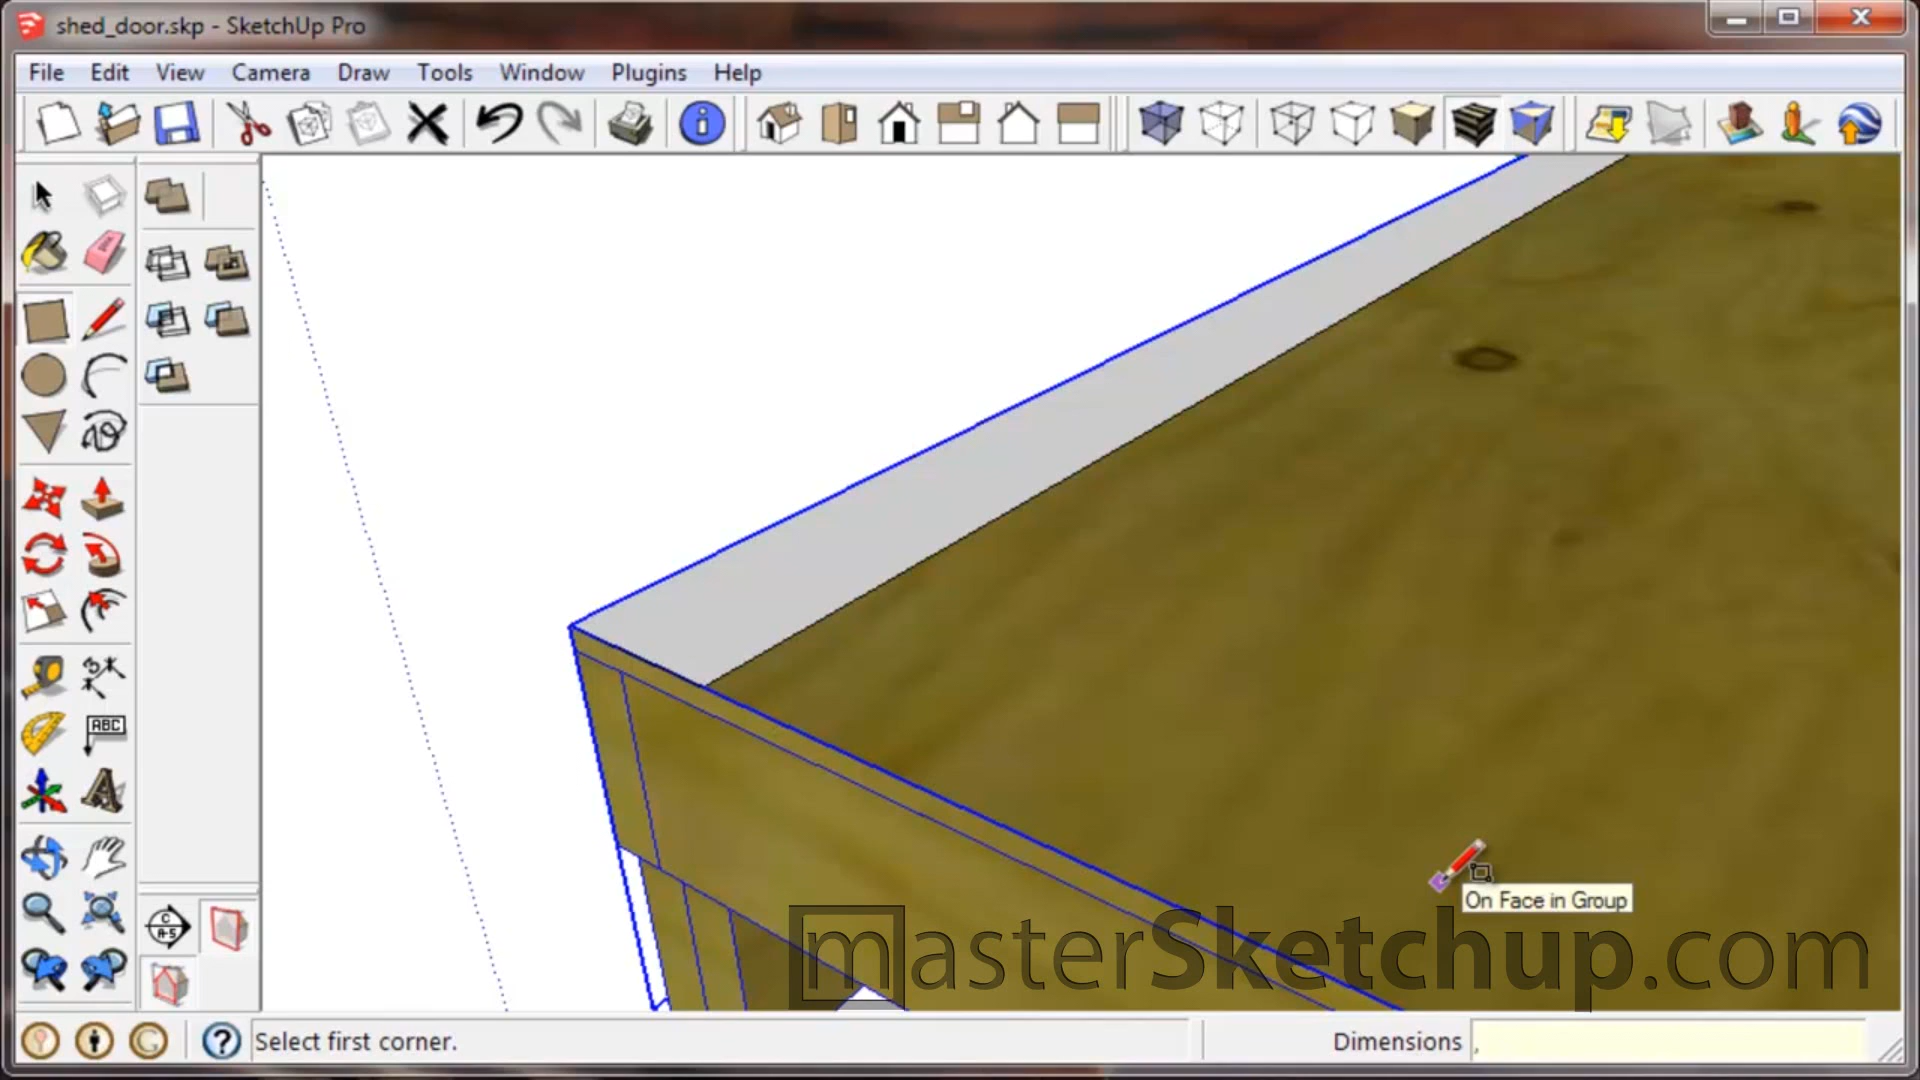 shed_door.skp - SketchUp Pro
File Edit View Camera Draw Tools Window Plugins Help
ABC
C
A-5
On Face in Group
masterSketchup.com
Select first corner.
Dimensions ,